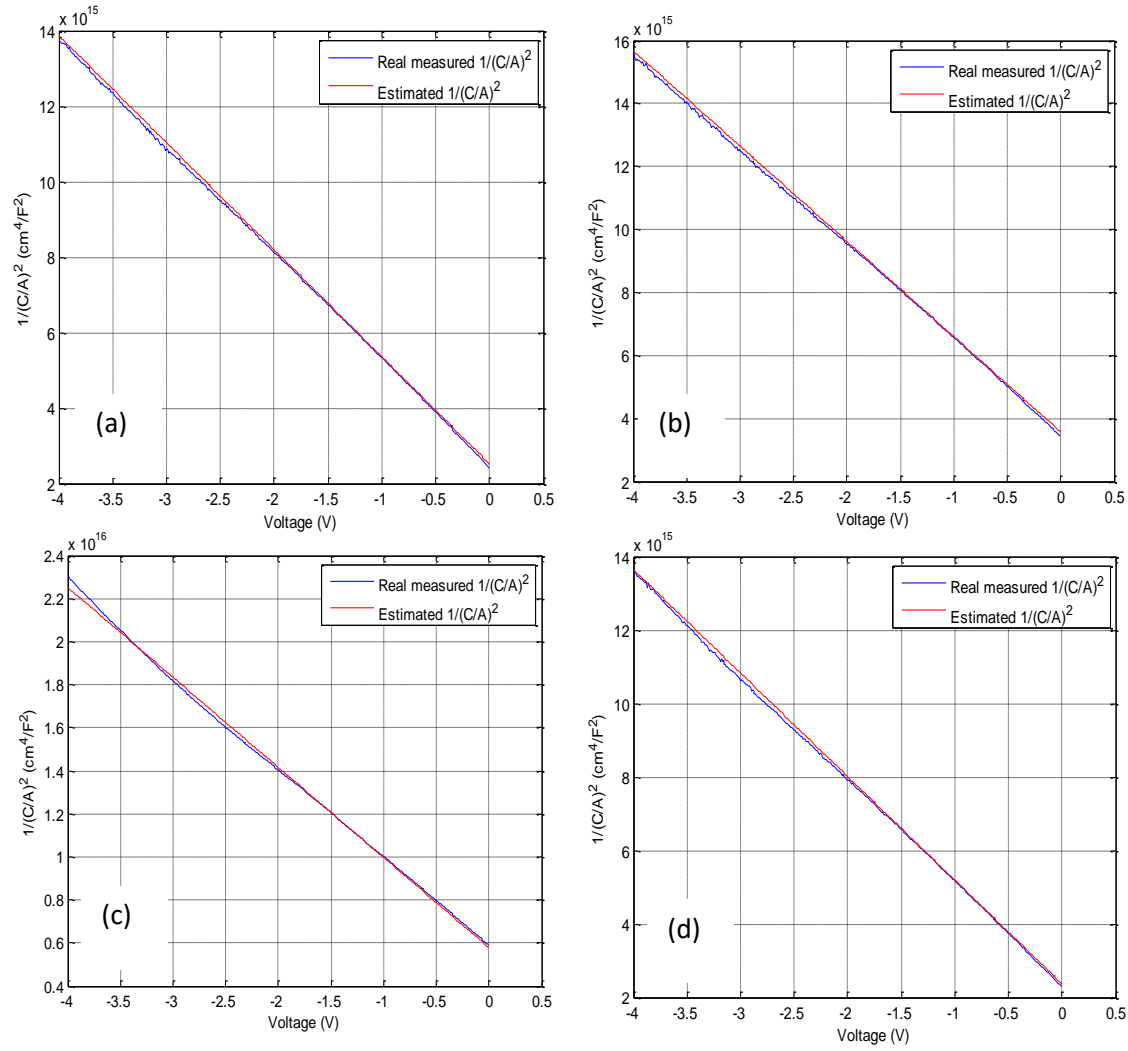 x 10^15
14
12
10
8
6
4
2
1/(C/A)^2 (cm^4/F^2)
-4 -3.5 -3 -2.5 -2 -1.5 -1 -0.5 0 0.5
Voltage (V)
Real measured 1/(C/A)^2
Estimated 1/(C/A)^2
(a)
x 10^15
16
14
12
10
8
6
4
2
1/(C/A)^2 (cm^4/F^2)
-4 -3.5 -3 -2.5 -2 -1.5 -1 -0.5 0 0.5
Voltage (V)
Real measured 1/(C/A)^2
Estimated 1/(C/A)^2
(b)
x 10^16
2.4
2.2
2
1.8
1.6
1.4
1.2
1
0.8
0.6
0.4
1/(C/A)^2 (cm^4/F^2)
-4 -3.5 -3 -2.5 -2 -1.5 -1 -0.5 0 0.5
Voltage (V)
Real measured 1/(C/A)^2
Estimated 1/(C/A)^2
(c)
x 10^15
14
12
10
8
6
4
2
1/(C/A)^2 (cm^4/F^2)
-4 -3.5 -3 -2.5 -2 -1.5 -1 -0.5 0 0.5
Voltage (V)
Real measured 1/(C/A)^2
Estimated 1/(C/A)^2
(d)